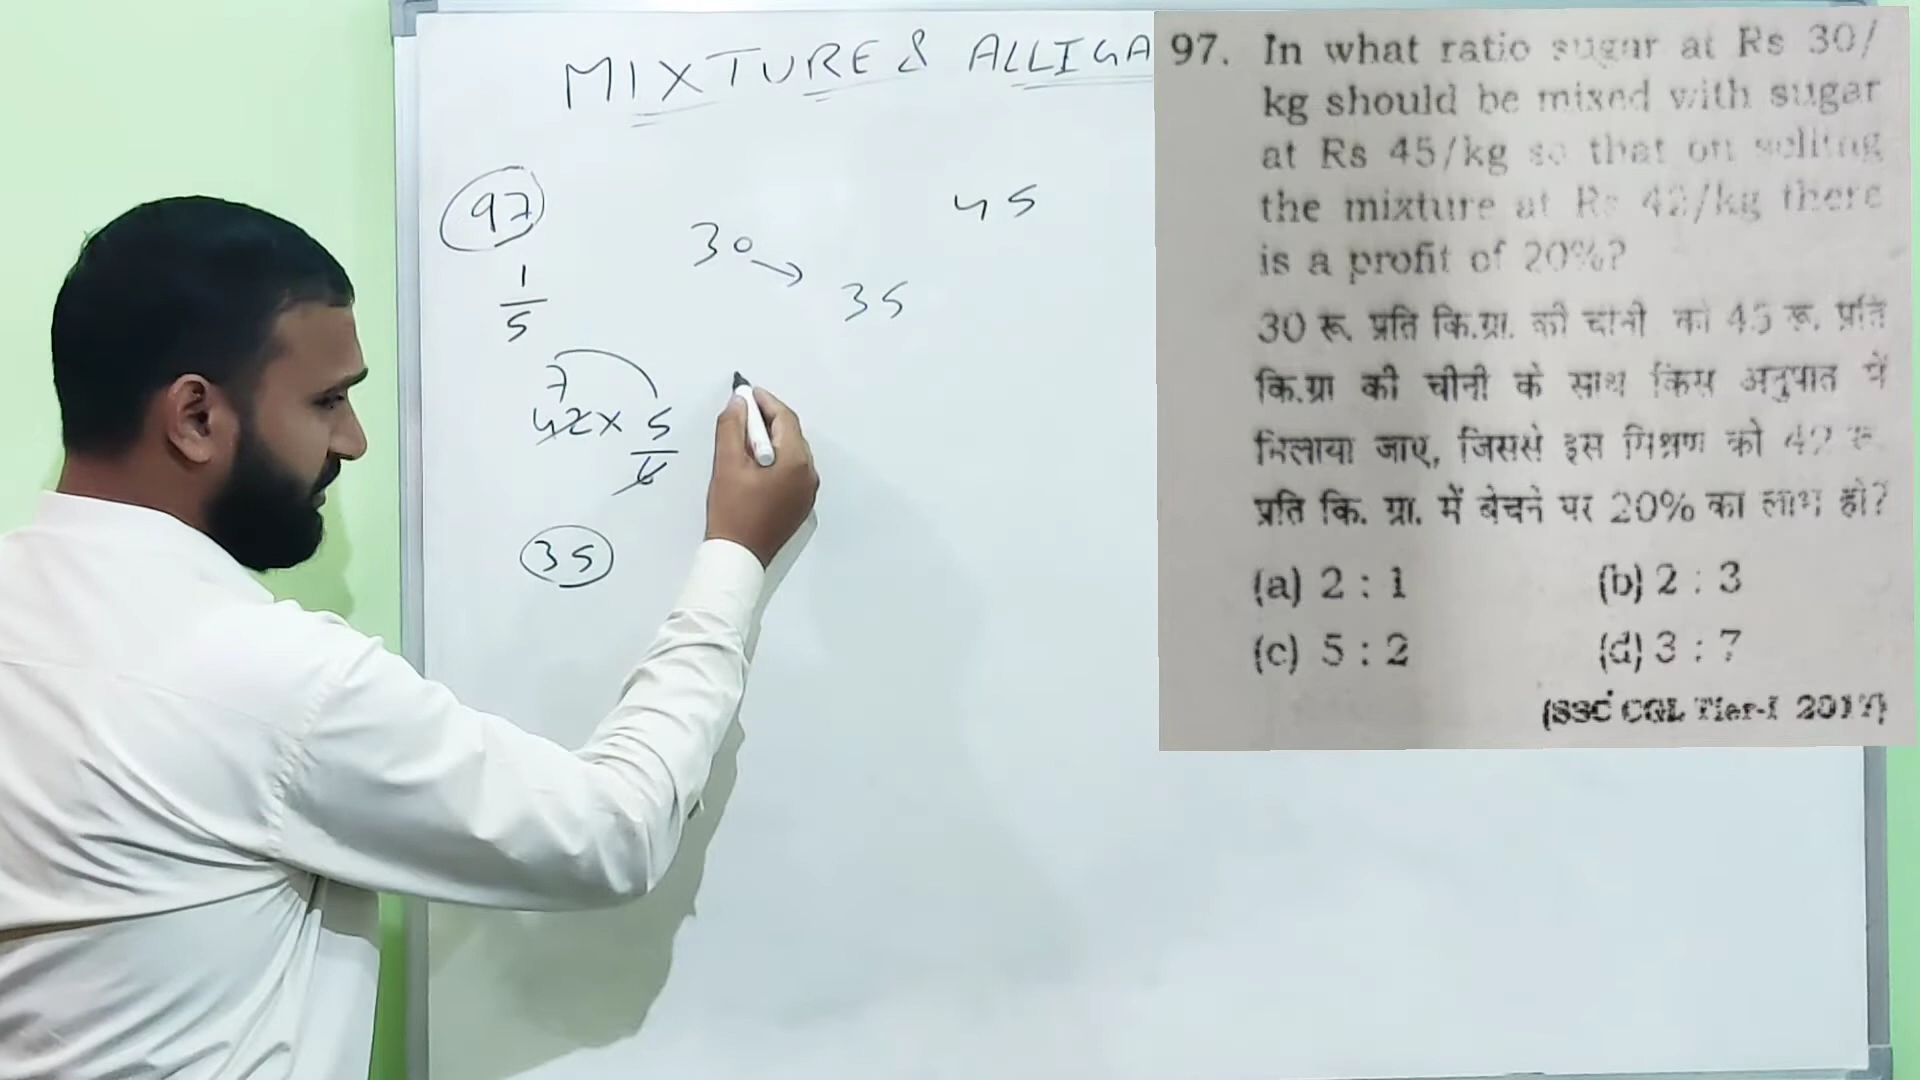 MIXTURE & ALLIGA
97
1/5
30
45
35
7
42 x 5/6
35
97. In what ratio sugar at Rs 30/
kg should be mixed with sugar
at Rs 45/kg so that on selling
the mixture at Rs 42/kg there
is a profit of 20%?
30 रू प्रति कि.ग्रा. की चीनी को 45 रू. प्रति
कि.ग्रा की चीनी के साथ किस अनुपात में
मिलाया जाए, जिससे इस मिश्रण को 42 रू
प्रति कि. ग्रा. में बेचने पर 20% का लाभ हो?
(a) 2 : 1 (b) 2 : 3
(c) 5 : 2 (d) 3 : 7
(SSC CGL Tier-I 2017)